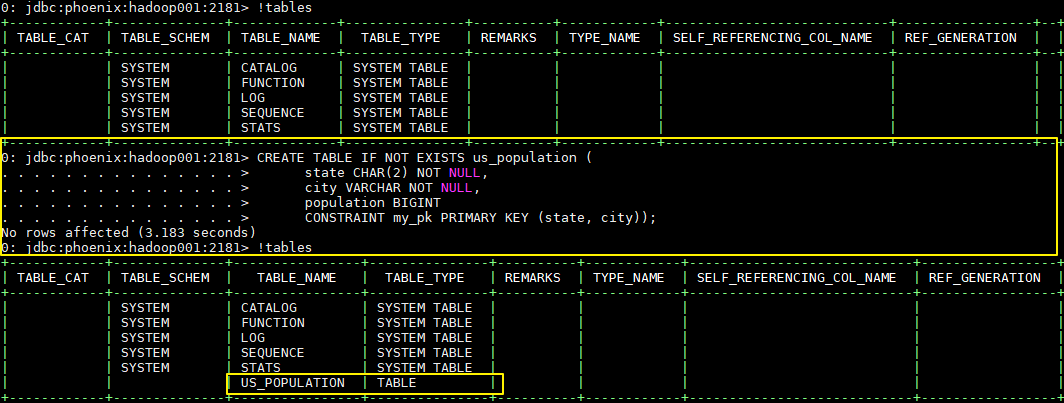 0: jdbc:phoenix:hadoop001:2181> !tables
+------------+--------------+-------------+---------------+----------+------------+----------------------------+-----------------+--+
| TABLE_CAT | TABLE_SCHEM | TABLE_NAME | TABLE_TYPE | REMARKS | TYPE_NAME | SELF_REFERENCING_COL_NAME | REF_GENERATION | |
+------------+--------------+-------------+---------------+----------+------------+----------------------------+-----------------+--+
| | SYSTEM | CATALOG | SYSTEM TABLE | | | | | |
| | SYSTEM | FUNCTION | SYSTEM TABLE | | | | | |
| | SYSTEM | LOG | SYSTEM TABLE | | | | | |
| | SYSTEM | SEQUENCE | SYSTEM TABLE | | | | | |
| | SYSTEM | STATS | SYSTEM TABLE | | | | | |
+------------+--------------+-------------+---------------+----------+------------+----------------------------+-----------------+--+
0: jdbc:phoenix:hadoop001:2181> CREATE TABLE IF NOT EXISTS us_population (
. . . . . . . . . . . . . . . > state CHAR(2) NOT NULL,
. . . . . . . . . . . . . . . > city VARCHAR NOT NULL,
. . . . . . . . . . . . . . . > population BIGINT
. . . . . . . . . . . . . . . > CONSTRAINT my_pk PRIMARY KEY (state, city));
No rows affected (3.183 seconds)
0: jdbc:phoenix:hadoop001:2181> !tables
+------------+--------------+----------------+---------------+----------+------------+----------------------------+-----------------+
| TABLE_CAT | TABLE_SCHEM | TABLE_NAME | TABLE_TYPE | REMARKS | TYPE_NAME | SELF_REFERENCING_COL_NAME | REF_GENERATION |
+------------+--------------+----------------+---------------+----------+------------+----------------------------+-----------------+
| | SYSTEM | CATALOG | SYSTEM TABLE | | | | |
| | SYSTEM | FUNCTION | SYSTEM TABLE | | | | |
| | SYSTEM | LOG | SYSTEM TABLE | | | | |
| | SYSTEM | SEQUENCE | SYSTEM TABLE | | | | |
| | SYSTEM | STATS | SYSTEM TABLE | | | | |
| | | US_POPULATION | TABLE | | | | |
+------------+--------------+----------------+---------------+----------+------------+----------------------------+-----------------+